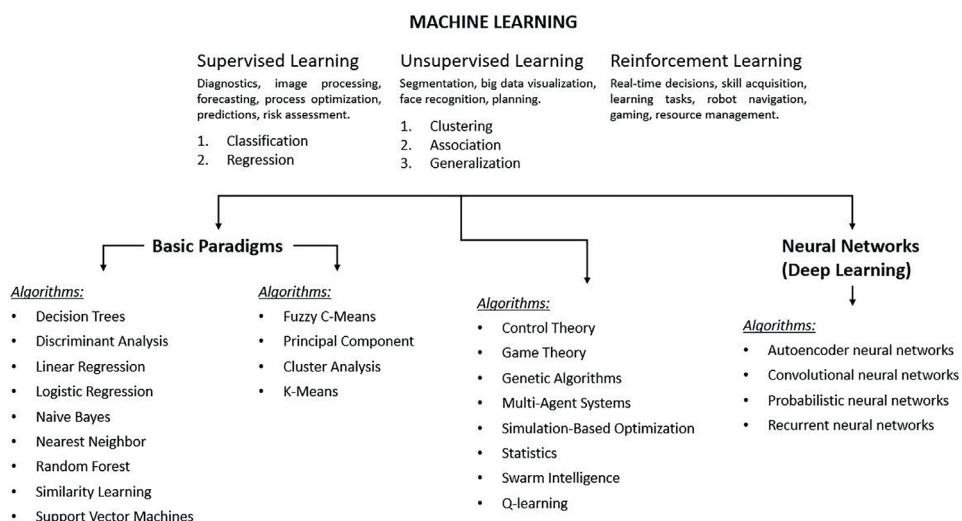 MACHINE LEARNING
Supervised Learning
Diagnostics, image processing,
forecasting, process optimization,
predictions, risk assessment.
1. Classification
2. Regression
Unsupervised Learning
Segmentation, big data visualization,
face recognition, planning.
1. Clustering
2. Association
3. Generalization
Reinforcement Learning
Real-time decisions, skill acquisition,
learning tasks, robot navigation,
gaming, resource management.
Basic Paradigms
Algorithms:
• Decision Trees
• Discriminant Analysis
• Linear Regression
• Logistic Regression
• Naive Bayes
• Nearest Neighbor
• Random Forest
• Similarity Learning
• Support Vector Machines
Algorithms:
• Fuzzy C-Means
• Principal Component
• Cluster Analysis
• K-Means
Algorithms:
• Control Theory
• Game Theory
• Genetic Algorithms
• Multi-Agent Systems
• Simulation-Based Optimization
• Statistics
• Swarm Intelligence
• Q-learning
Neural Networks
(Deep Learning)
Algorithms:
• Autoencoder neural networks
• Convolutional neural networks
• Probabilistic neural networks
• Recurrent neural networks